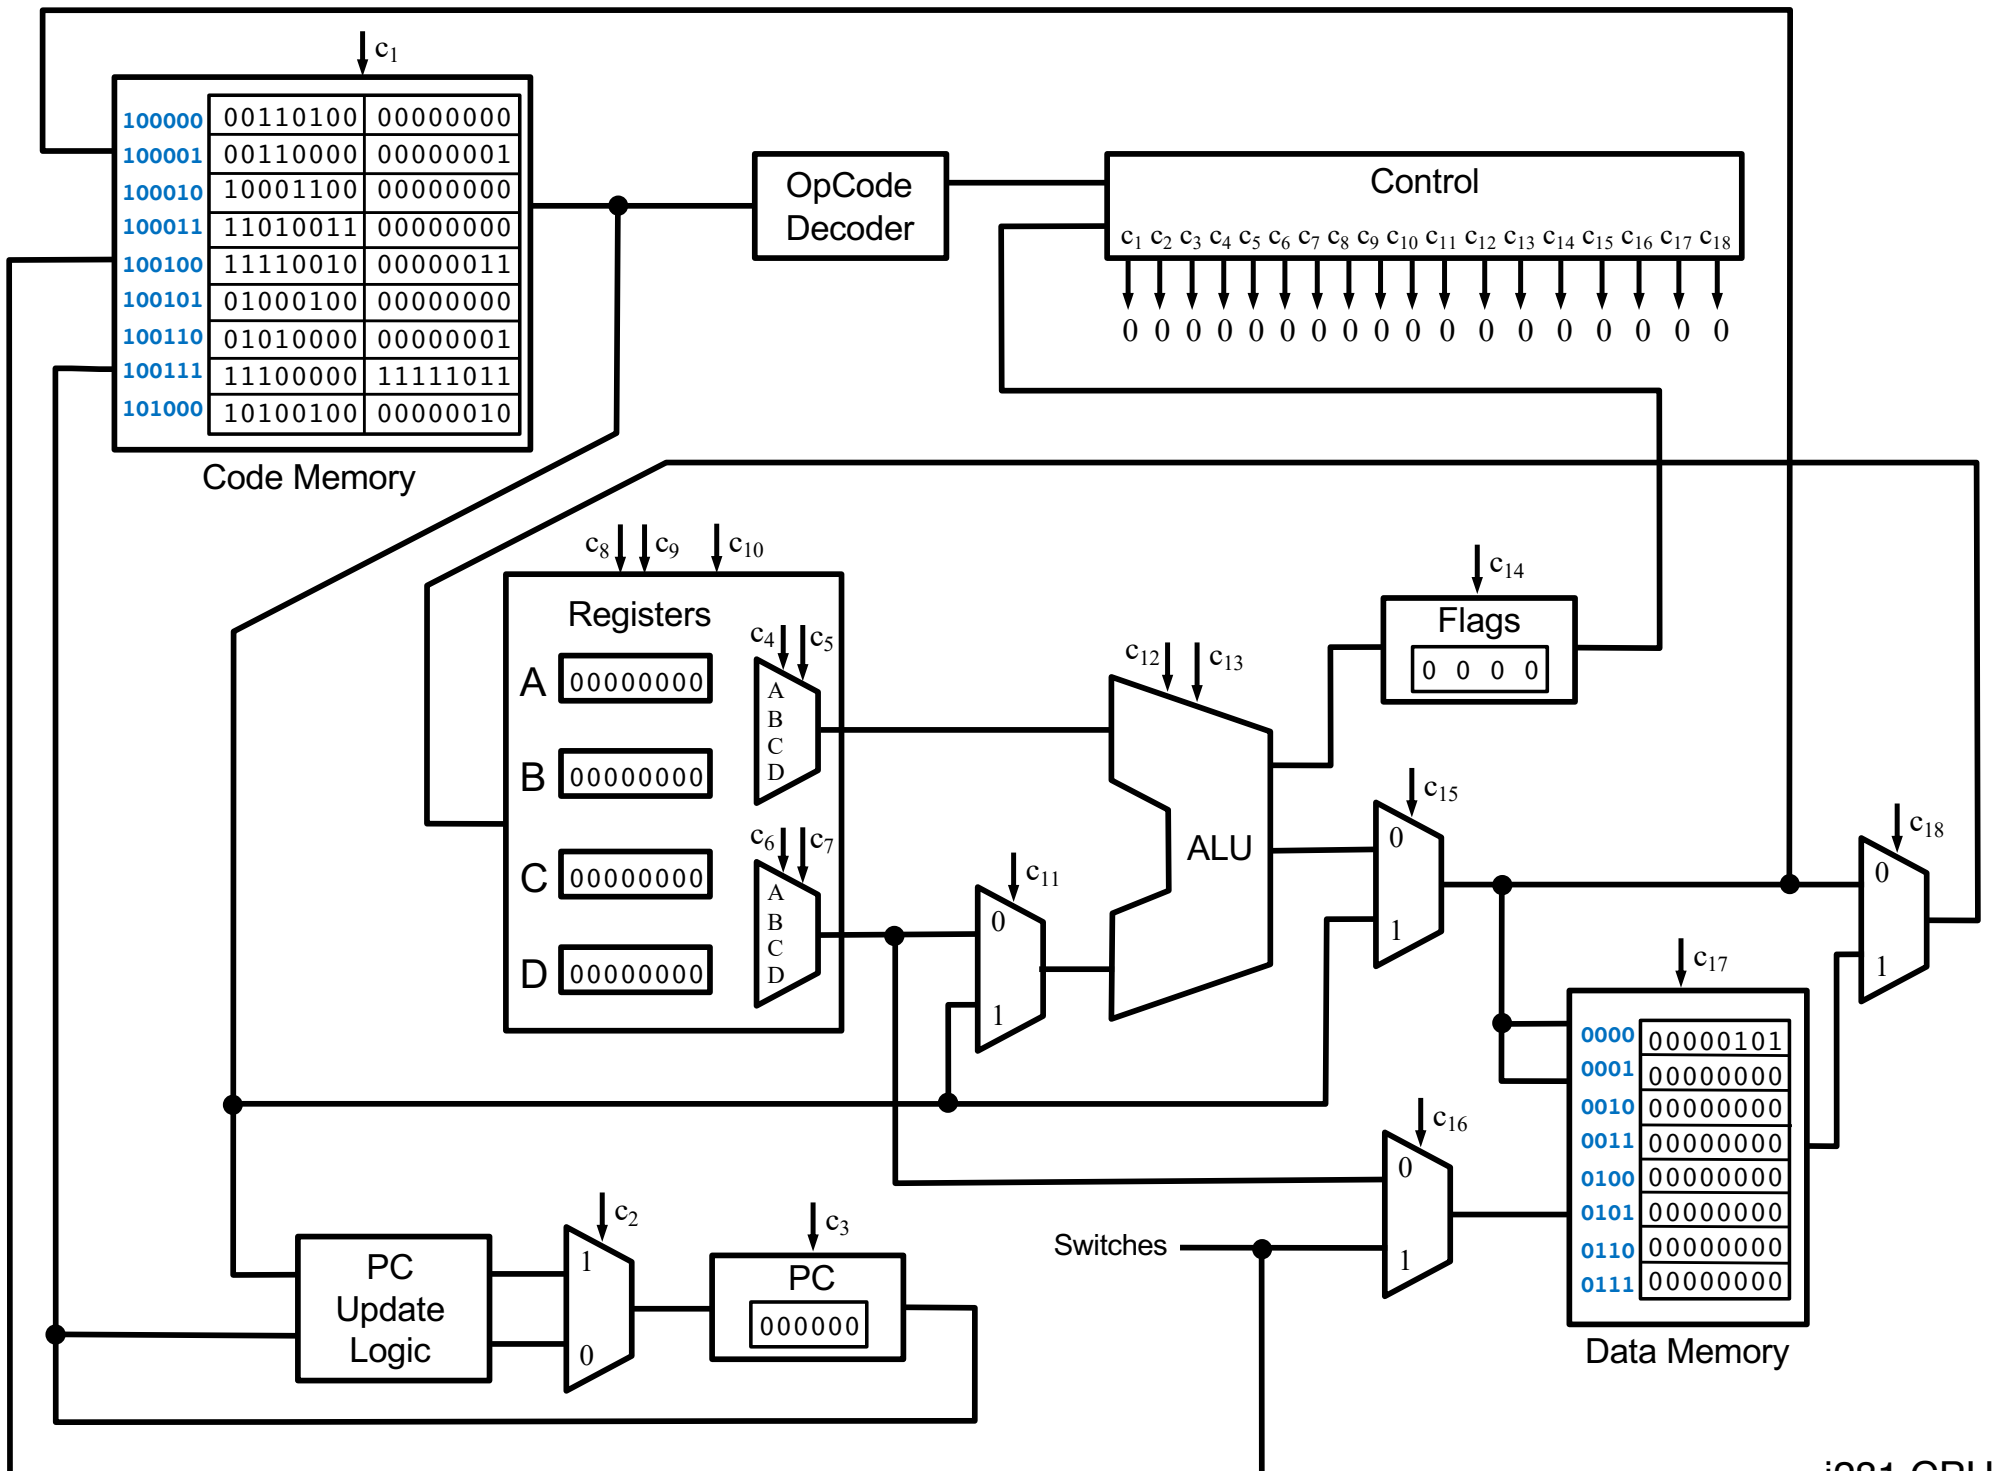 c1
100000 00110100 00000000
100001 00110000 00000001
100010 10001100 00000000
100011 11010011 00000000
100100 11110010 00000011
100101 01000100 00000000
100110 01010000 00000001
100111 11100000 11111011
101000 10100100 00000010
Code Memory
OpCode
Decoder
Control
c1 c2 c3 c4 c5 c6 c7 c8 c9 c10 c11 c12 c13 c14 c15 c16 c17 c18
0 0 0 0 0 0 0 0 0 0 0 0 0 0 0 0 0 0
c8 c9 c10
Registers
A 00000000
B 00000000
C 00000000
D 00000000
c4 c5
A
B
C
D
c6 c7
A
B
C
D
c11
0
1
c12 c13
ALU
c14
Flags
0 0 0 0
c15
0
1
c18
0
1
c17
0000 00000101
0001 00000000
0010 00000000
0011 00000000
0100 00000000
0101 00000000
0110 00000000
0111 00000000
Data Memory
c16
0
1
Switches
PC
Update
Logic
c2
1
0
c3
PC
000000